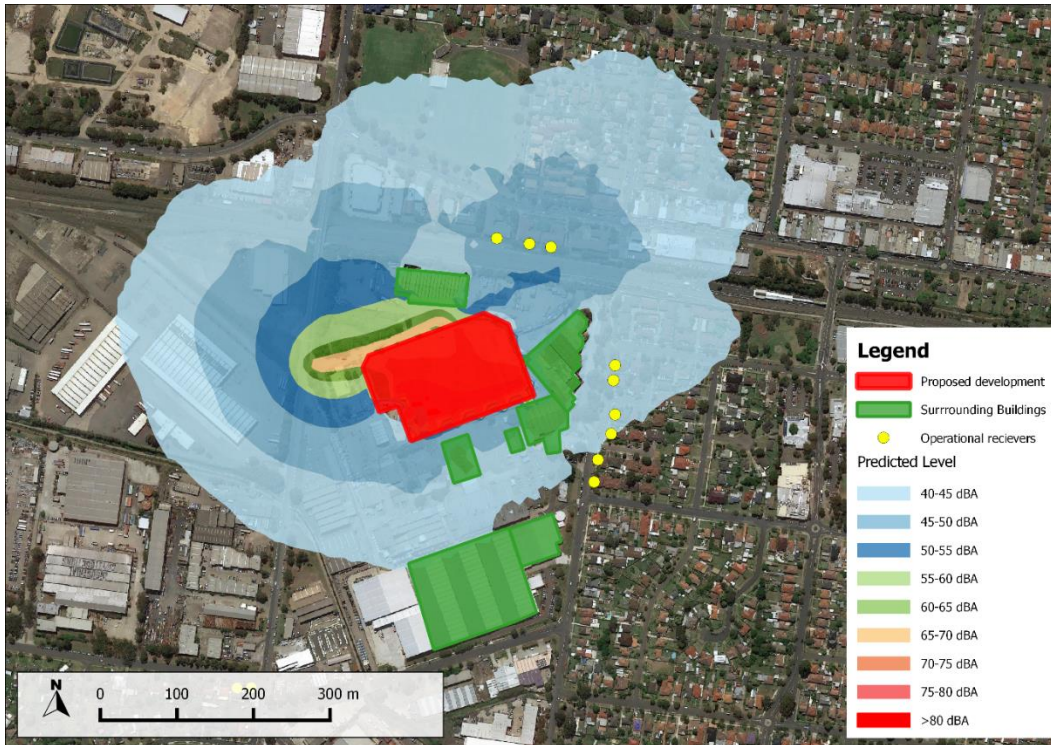 Legend
Proposed development
Surrrounding Buildings
Operational recievers
Predicted Level
40-45 dBA
45-50 dBA
50-55 dBA
55-60 dBA
60-65 dBA
65-70 dBA
70-75 dBA
75-80 dBA
>80 dBA
N
0 100 200 300 m